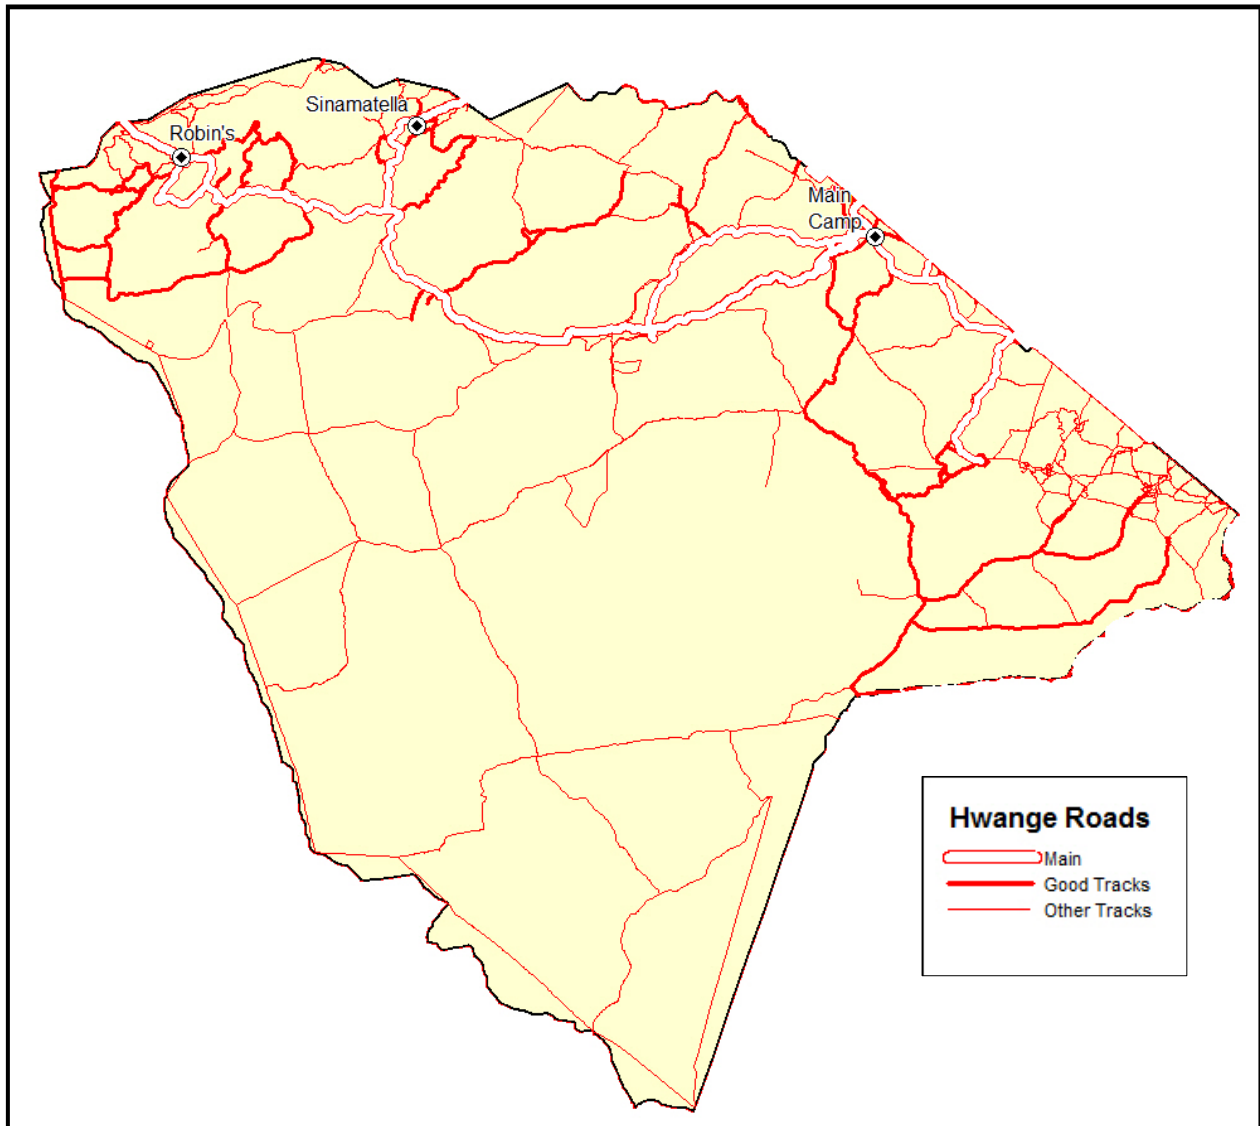 Sinamatella
Robin's
Main
Camp
Hwange Roads
Main
Good Tracks
Other Tracks